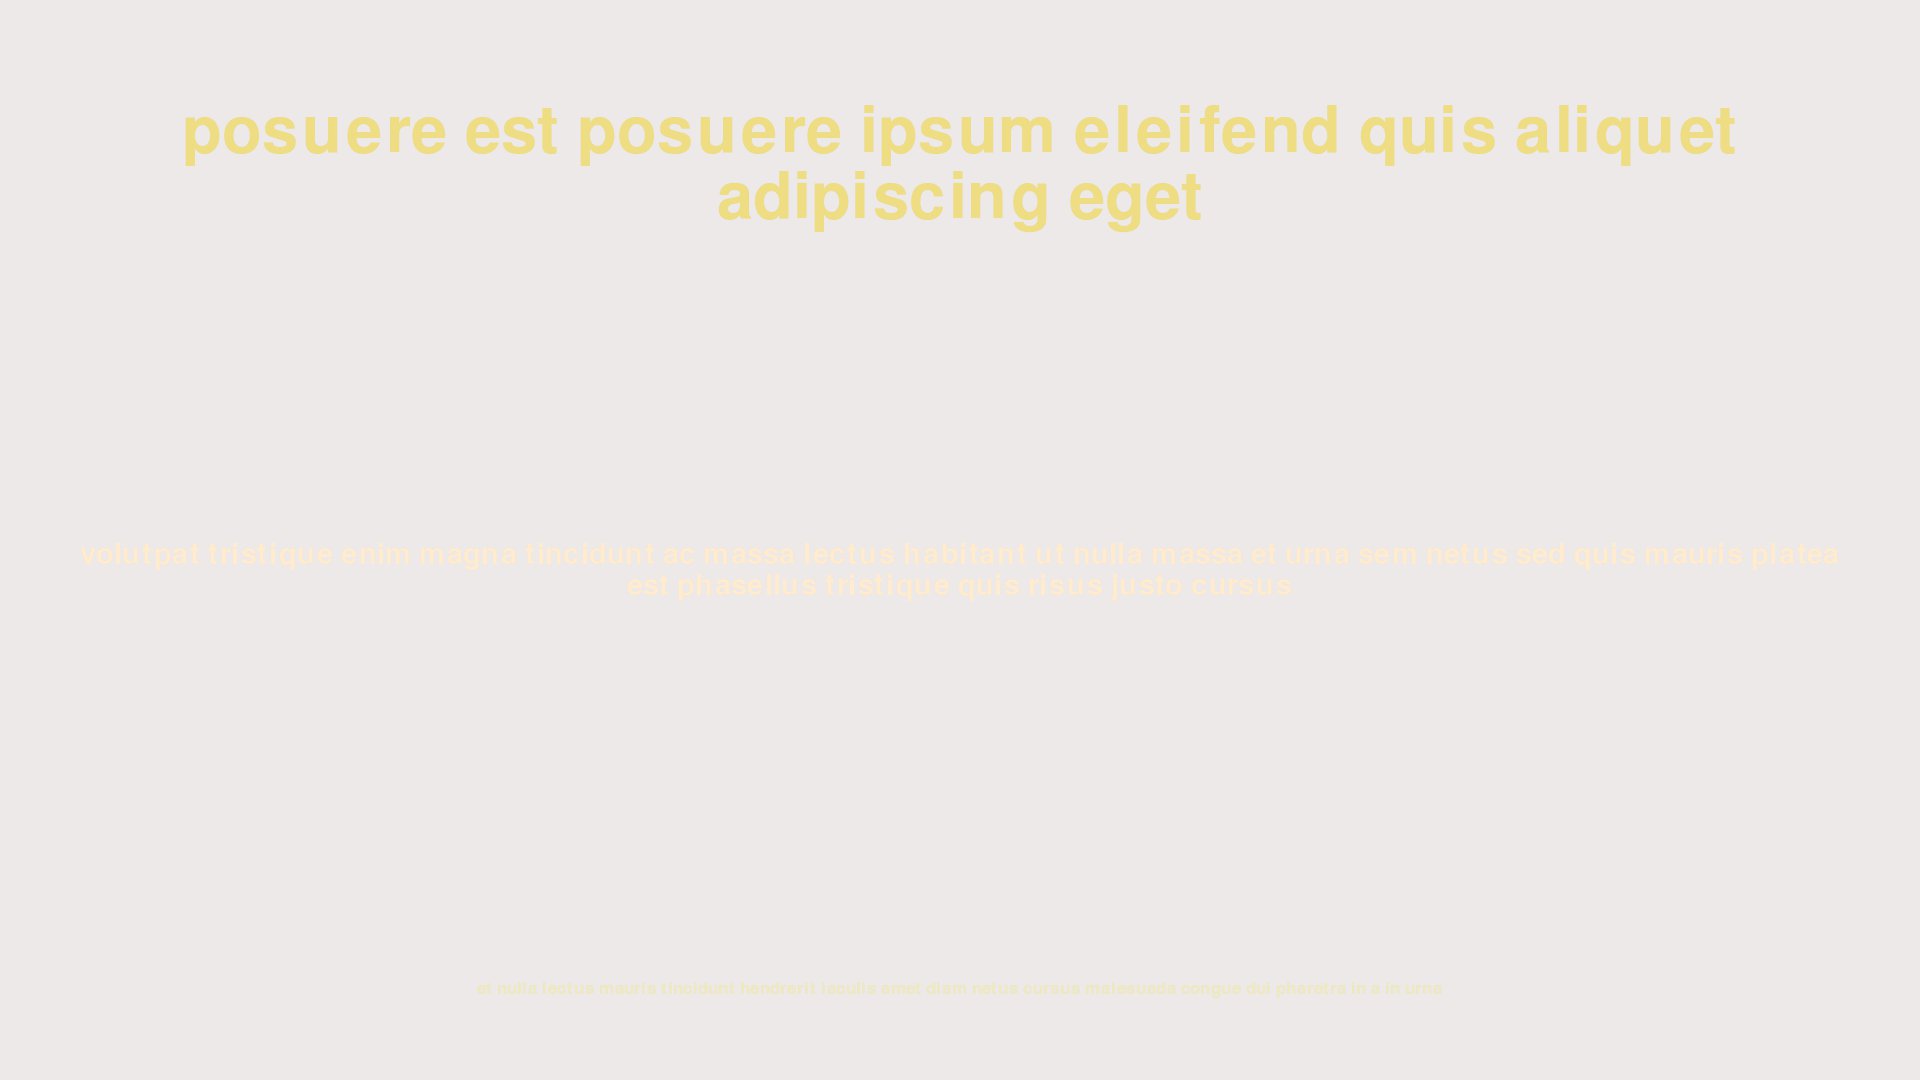 posuere est posuere ipsum eleifend quis aliquet
adipiscing eget
volutpat tristique enim magna tincidunt ac massa lectus habitant ut nulla massa et urna sem netus sed quis mauris platea
est phasellus tristique quis risus justo cursus
et nulla lectus mauris tincidunt hendrerit iaculis amet diam netus cursus malesuada congue dui pharetra in a in urna